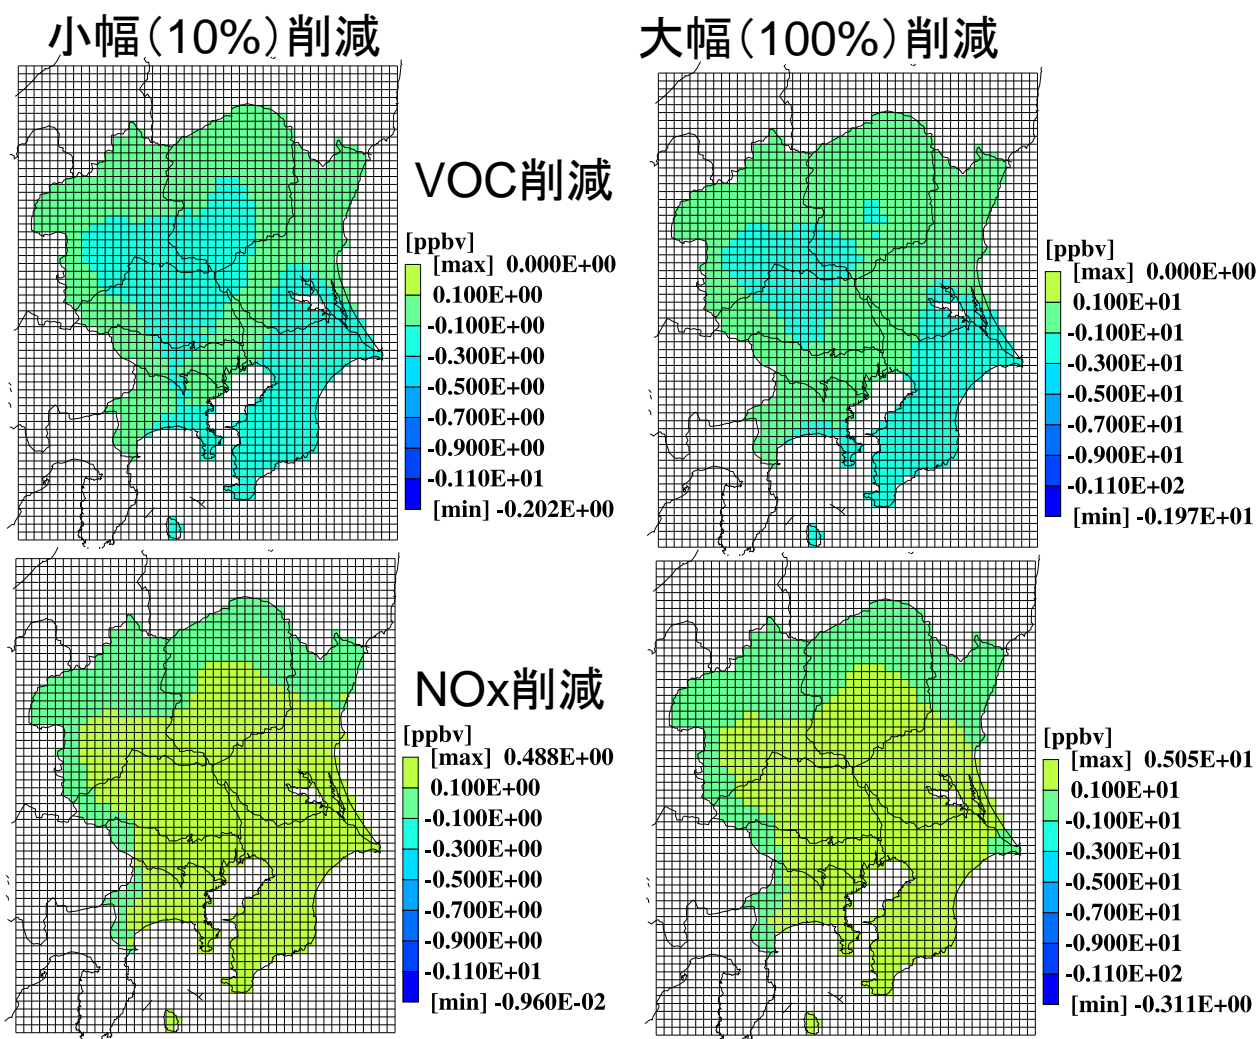 小幅(10%)削減
大幅(100%)削減
VOC削減
[ppbv]
[max] 0.000E+00
0.100E+00
-0.100E+00
-0.300E+00
-0.500E+00
-0.700E+00
-0.900E+00
-0.110E+01
[min] -0.202E+00
[ppbv]
[max] 0.000E+00
0.100E+01
-0.100E+01
-0.300E+01
-0.500E+01
-0.700E+01
-0.900E+01
-0.110E+02
[min] -0.197E+01
NOx削減
[ppbv]
[max] 0.488E+00
0.100E+00
-0.100E+00
-0.300E+00
-0.500E+00
-0.700E+00
-0.900E+00
-0.110E+01
[min] -0.960E-02
[ppbv]
[max] 0.505E+01
0.100E+01
-0.100E+01
-0.300E+01
-0.500E+01
-0.700E+01
-0.900E+01
-0.110E+02
[min] -0.311E+00